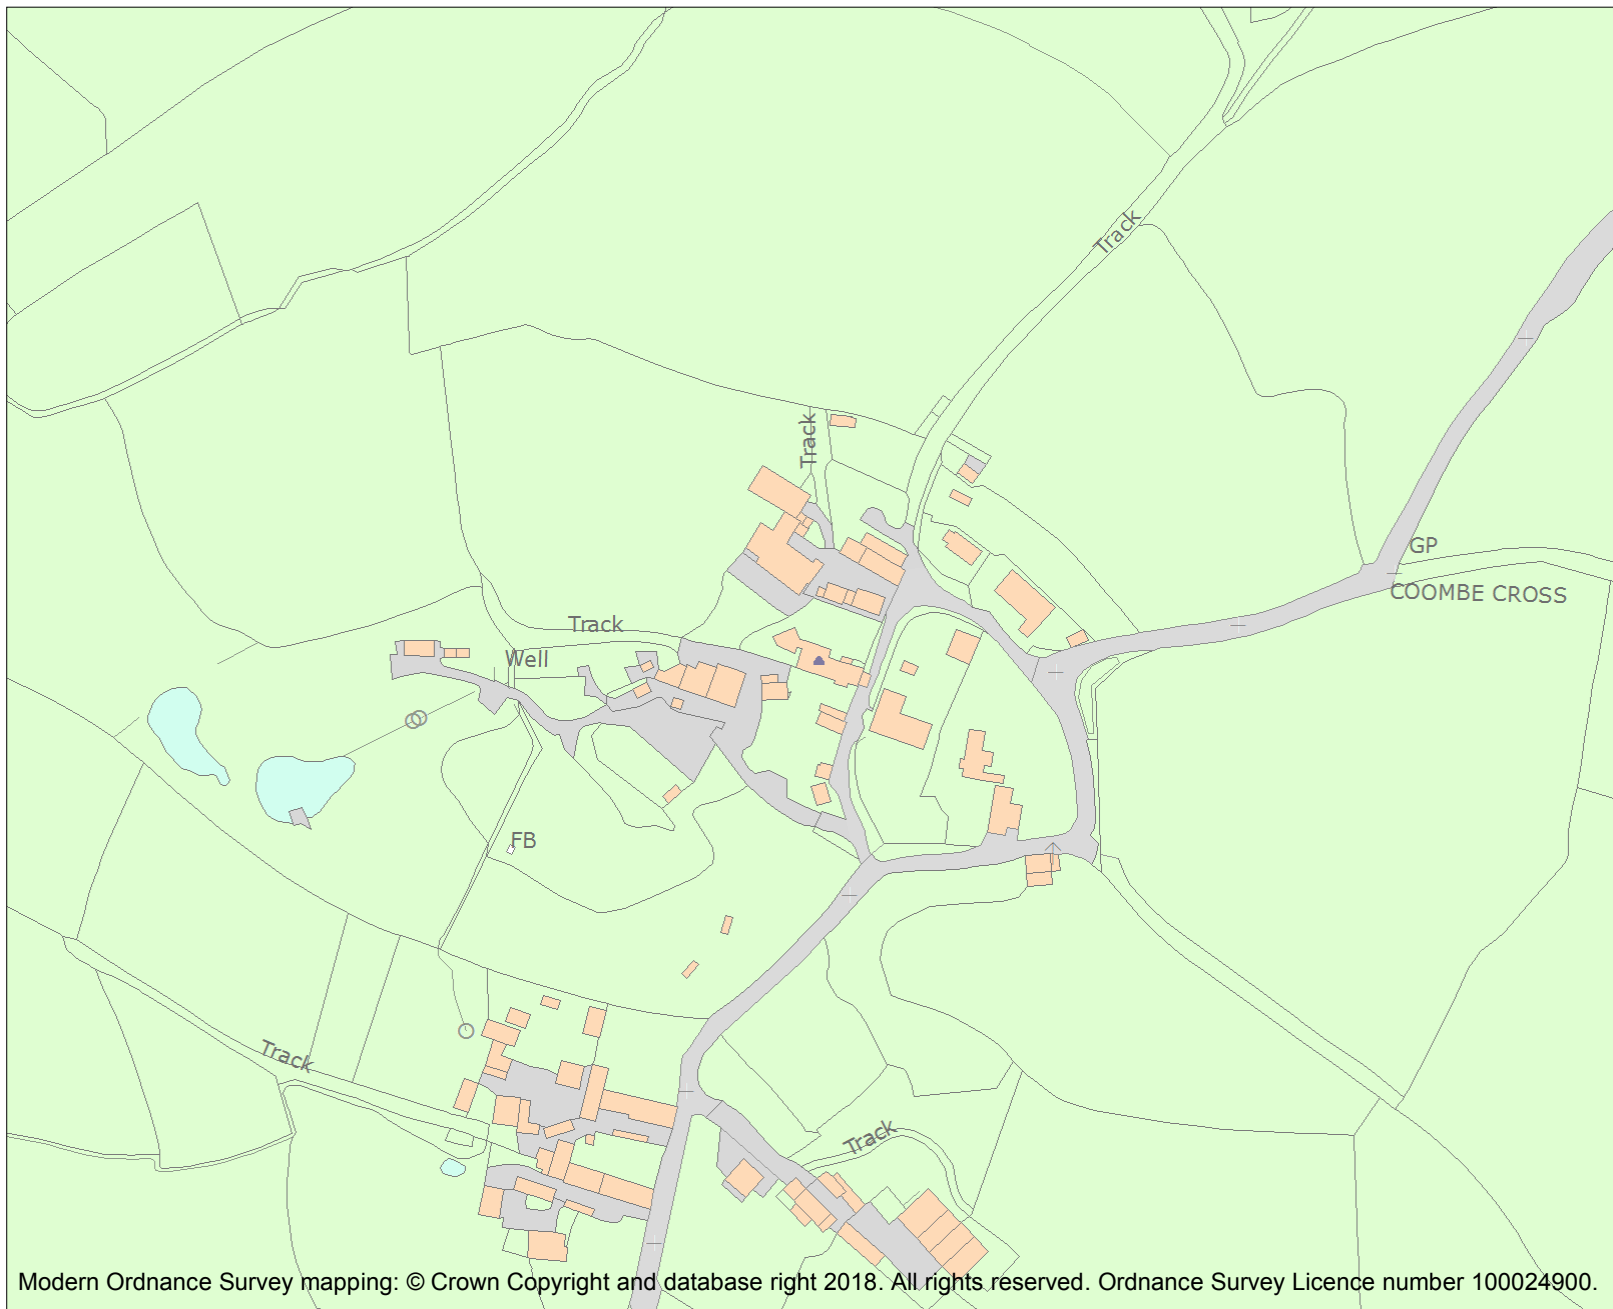 Track
Track
GP
COOMBE CROSS
Track
Well
FB
Track
Track
Modern Ordnance Survey mapping: © Crown Copyright and database right 2018. All rights reserved. Ordnance Survey Licence number 100024900.